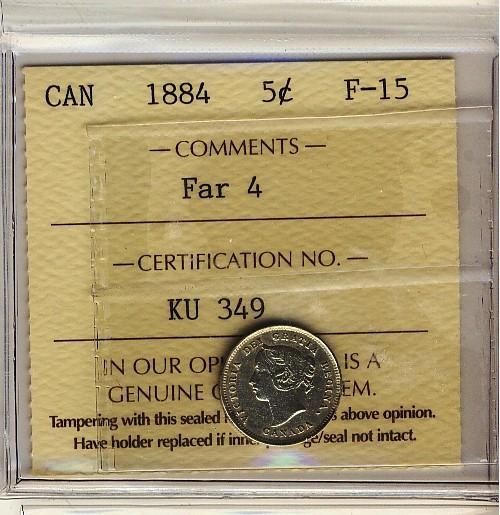 CAN 1884 5¢ F-15
— COMMENTS —
Far 4
— CERTIFICATION NO. —
KU 349
IN OUR IS A
GENUINE
Tampering with this sealed above opinion.
Have holder replaced if seal not intact.
VICTORIA DEI GRATIA REGINA.
CANADA